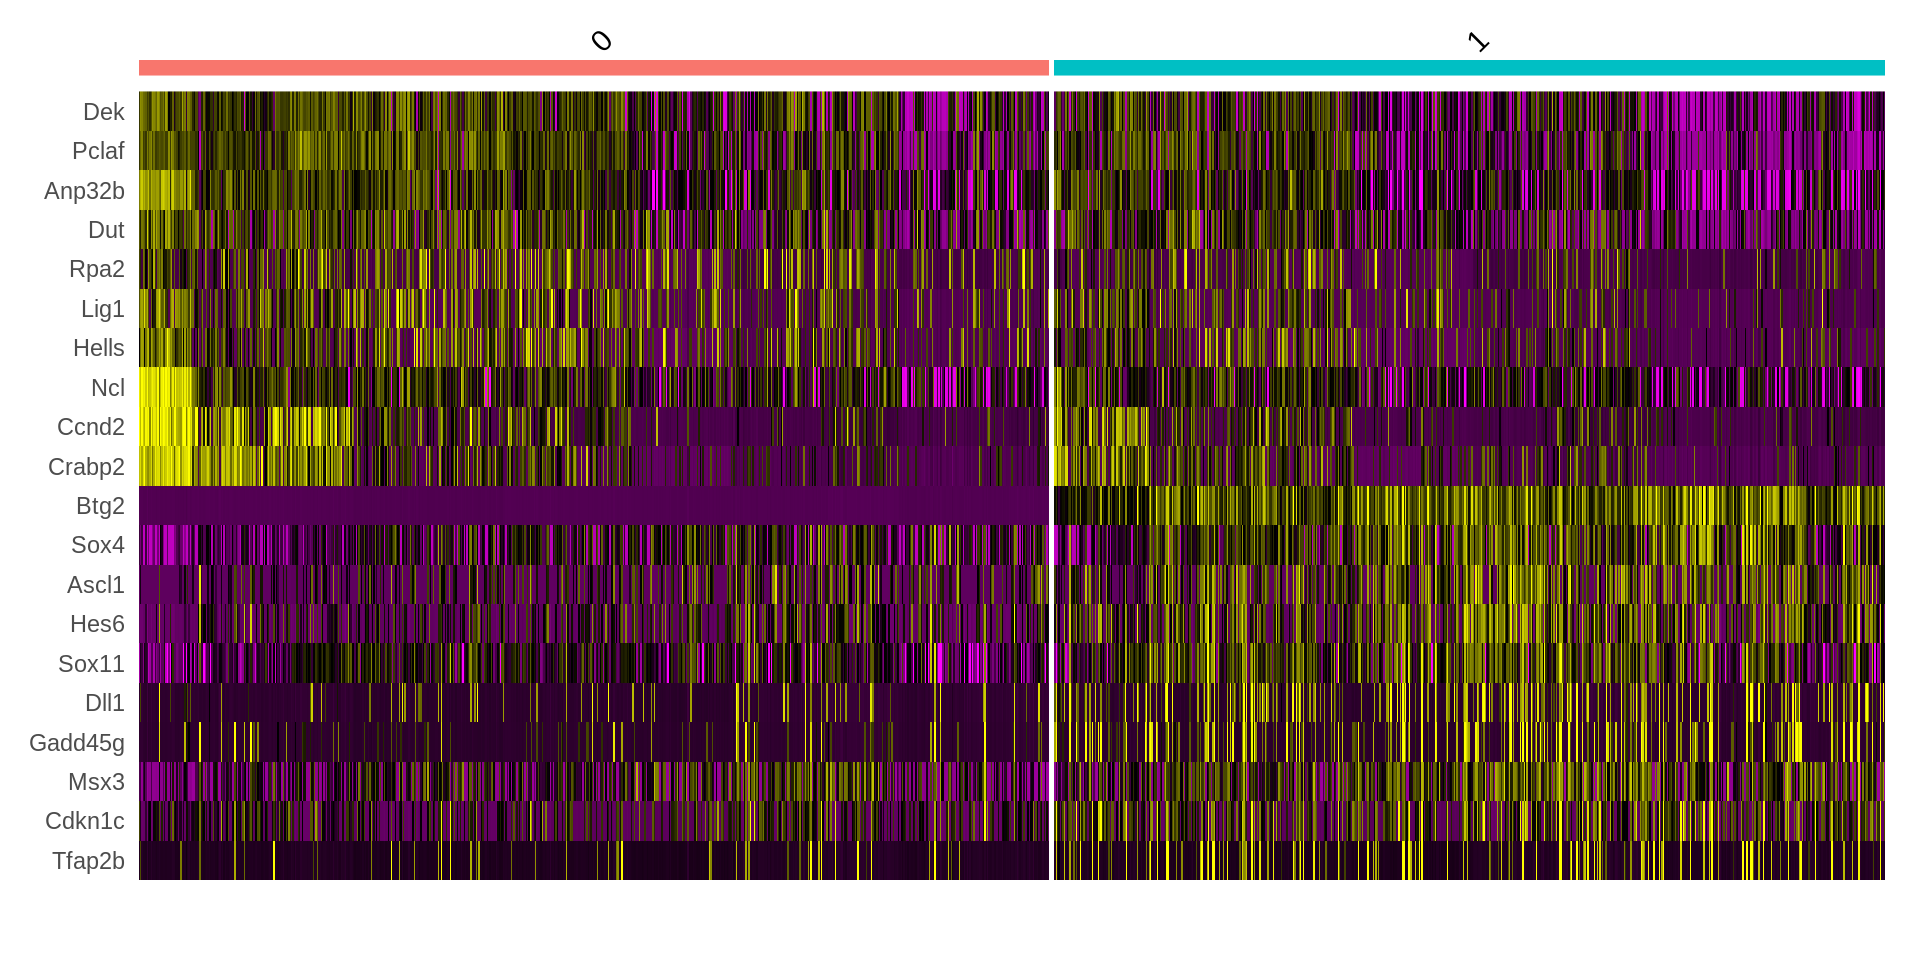 0
1
Dek
Pclaf
Anp32b
Dut
Rpa2
Lig1
Hells
Ncl
Ccnd2
Crabp2
Btg2
Sox4
Ascl1
Hes6
Sox11
Dll1
Gadd45g
Msx3
Cdkn1c
Tfap2b